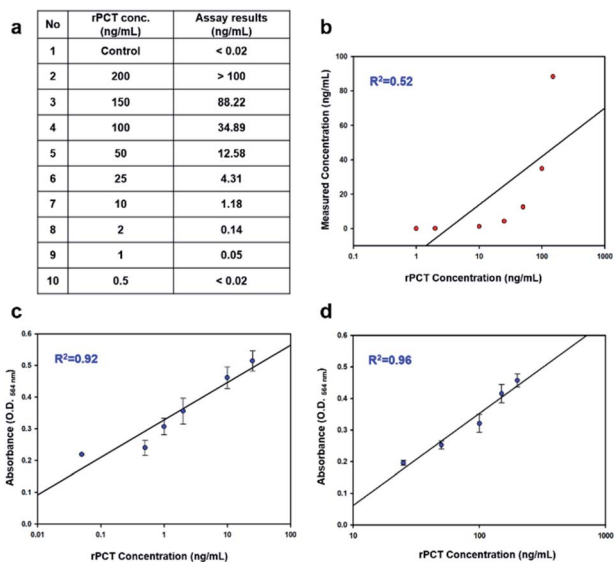 a
No rPCT conc. (ng/mL) Assay results (ng/mL)
1 Control < 0.02
2 200 > 100
3 150 88.22
4 100 34.89
5 50 12.58
6 25 4.31
7 10 1.18
8 2 0.14
9 1 0.05
10 0.5 < 0.02
b
R²=0.52
Measured Concentration (ng/mL)
100
80
60
40
20
0
1 10 100 1000
rPCT Concentration (ng/mL)
c
R²=0.92
Absorbance (O.D. 564 nm)
0.6
0.5
0.4
0.3
0.2
0.1
0.0
0.01 0.1 1 10 100
rPCT Concentration (ng/mL)
d
R²=0.96
Absorbance (O.D. 564 nm)
0.6
0.5
0.4
0.3
0.2
0.1
0.0
10 100 1000
rPCT Concentration (ng/mL)